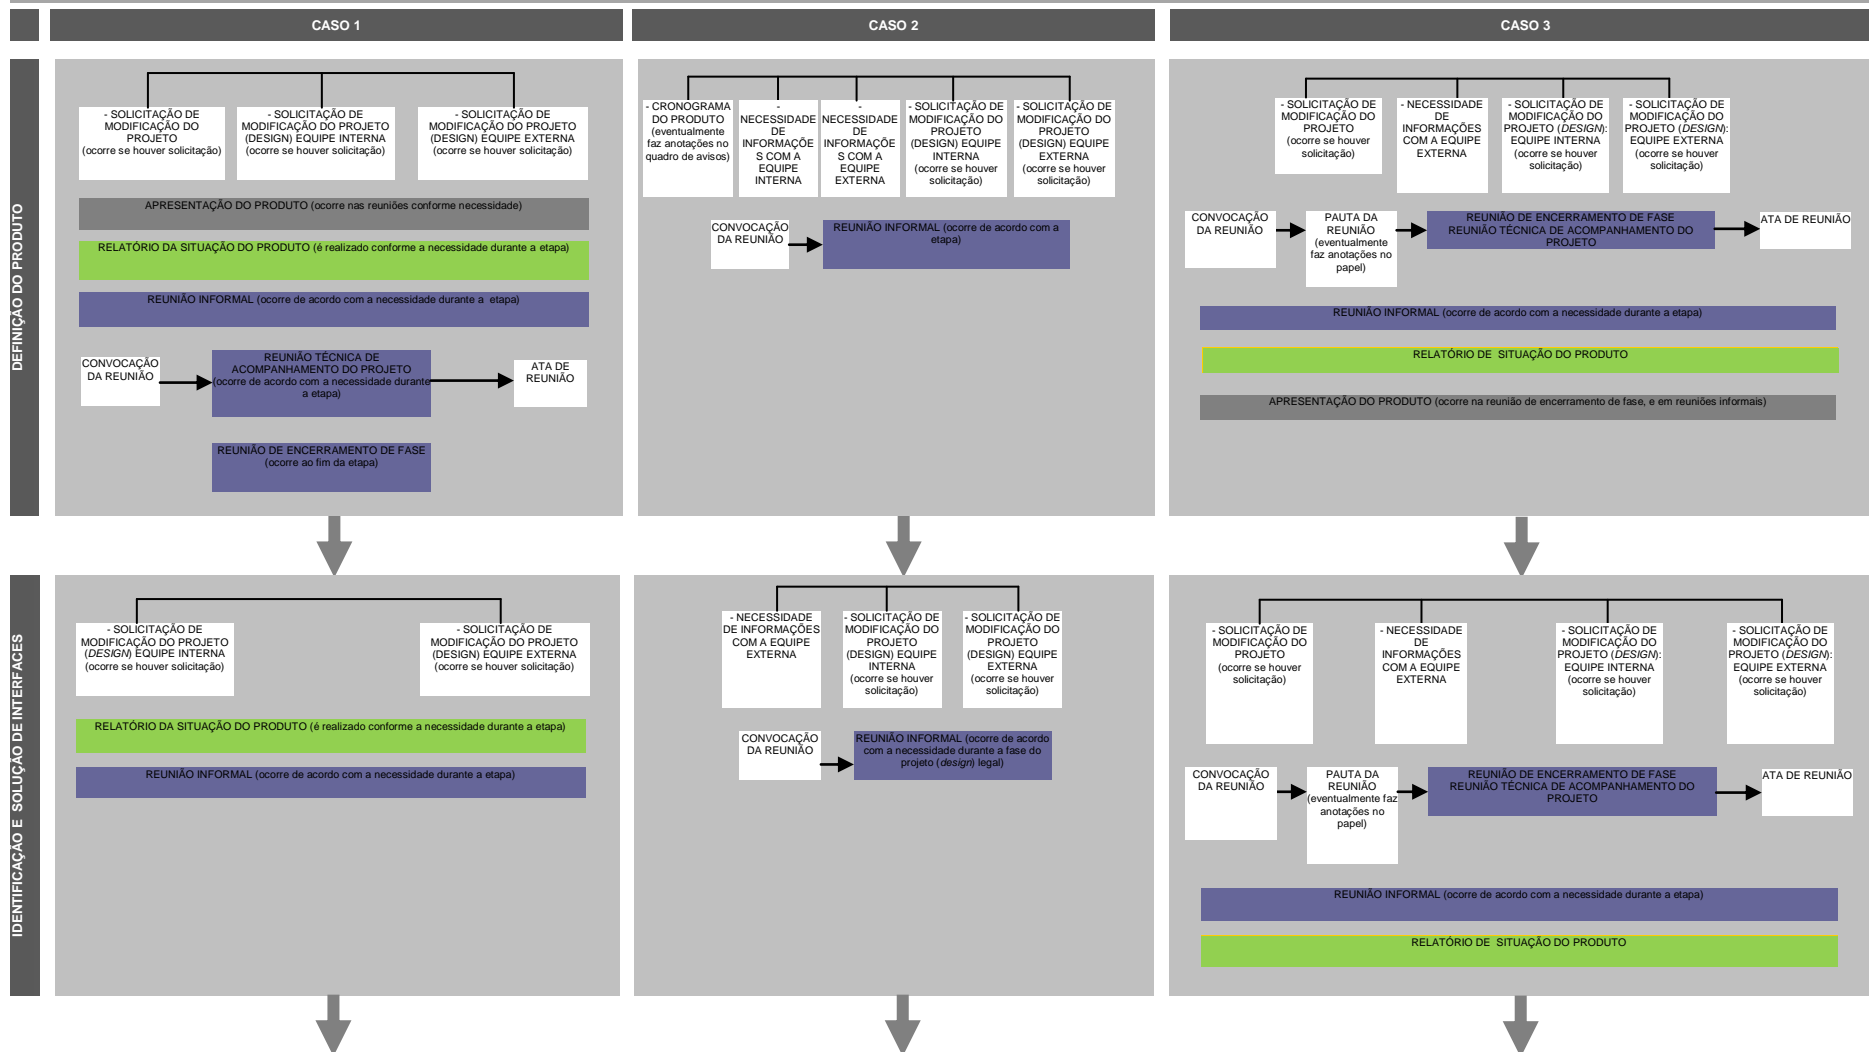 CASO 1
CASO 2
CASO 3
DEFINIÇÃO DO PRODUTO
- SOLICITAÇÃO DE
MODIFICAÇÃO DO
PROJETO
(ocorre se houver solicitação)
- SOLICITAÇÃO DE
MODIFICAÇÃO DO PROJETO
(DESIGN) EQUIPE INTERNA
(ocorre se houver solicitação)
- SOLICITAÇÃO DE
MODIFICAÇÃO DO PROJETO
(DESIGN) EQUIPE EXTERNA
(ocorre se houver solicitação)
APRESENTAÇÃO DO PRODUTO (ocorre nas reuniões conforme necessidade)
RELATÓRIO DA SITUAÇÃO DO PRODUTO (é realizado conforme a necessidade durante a etapa)
REUNIÃO INFORMAL (ocorre de acordo com a necessidade durante a etapa)
CONVOCAÇÃO
DA REUNIÃO
REUNIÃO TÉCNICA DE
ACOMPANHAMENTO DO PROJETO
(ocorre de acordo com a necessidade durante
a etapa)
ATA DE
REUNIÃO
REUNIÃO DE ENCERRAMENTO DE FASE
(ocorre ao fim da etapa)
- CRONOGRAMA
DO PRODUTO
(eventualmente
faz anotações no
quadro de avisos)
-
NECESSIDADE
DE
INFORMAÇÕE
S COM A
EQUIPE
INTERNA
-
NECESSIDADE
DE
INFORMAÇÕE
S COM A
EQUIPE
EXTERNA
- SOLICITAÇÃO DE
MODIFICAÇÃO DO
PROJETO
(DESIGN) EQUIPE
INTERNA
(ocorre se houver
solicitação)
- SOLICITAÇÃO DE
MODIFICAÇÃO DO
PROJETO
(DESIGN) EQUIPE
EXTERNA
(ocorre se houver
solicitação)
CONVOCAÇÃO
DA REUNIÃO
REUNIÃO INFORMAL (ocorre de acordo com a
etapa)
- SOLICITAÇÃO DE
MODIFICAÇÃO DO
PROJETO
(ocorre se houver
solicitação)
- NECESSIDADE
DE
INFORMAÇÕES
COM A EQUIPE
EXTERNA
- SOLICITAÇÃO DE
MODIFICAÇÃO DO
PROJETO (DESIGN):
EQUIPE INTERNA
(ocorre se houver
solicitação)
- SOLICITAÇÃO DE
MODIFICAÇÃO DO
PROJETO (DESIGN):
EQUIPE EXTERNA
(ocorre se houver
solicitação)
CONVOCAÇÃO
DA REUNIÃO
PAUTA DA
REUNIÃO
(eventualmente
faz anotações no
papel)
REUNIÃO DE ENCERRAMENTO DE FASE
REUNIÃO TÉCNICA DE ACOMPANHAMENTO DO
PROJETO
ATA DE REUNIÃO
REUNIÃO INFORMAL (ocorre de acordo com a necessidade durante a etapa)
RELATÓRIO DE SITUAÇÃO DO PRODUTO
APRESENTAÇÃO DO PRODUTO (ocorre na reunião de encerramento de fase, e em reuniões informais)
IDENTIFICAÇÃO E SOLUÇÃO DE INTERFACES
- SOLICITAÇÃO DE
MODIFICAÇÃO DO PROJETO
(DESIGN) EQUIPE INTERNA
(ocorre se houver solicitação)
- SOLICITAÇÃO DE
MODIFICAÇÃO DO PROJETO
(DESIGN) EQUIPE EXTERNA
(ocorre se houver solicitação)
RELATÓRIO DA SITUAÇÃO DO PRODUTO (é realizado conforme a necessidade durante a etapa)
REUNIÃO INFORMAL (ocorre de acordo com a necessidade durante a etapa)
- NECESSIDADE
DE INFORMAÇÕES
COM A EQUIPE
EXTERNA
- SOLICITAÇÃO DE
MODIFICAÇÃO DO
PROJETO
(DESIGN) EQUIPE
INTERNA
(ocorre se houver
solicitação)
- SOLICITAÇÃO DE
MODIFICAÇÃO DO
PROJETO
(DESIGN) EQUIPE
EXTERNA
(ocorre se houver
solicitação)
CONVOCAÇÃO
DA REUNIÃO
REUNIÃO INFORMAL (ocorre de acordo
com a necessidade durante a fase do
projeto (design) legal)
- SOLICITAÇÃO DE
MODIFICAÇÃO DO
PROJETO
(ocorre se houver
solicitação)
- NECESSIDADE
DE
INFORMAÇÕES
COM A EQUIPE
EXTERNA
- SOLICITAÇÃO DE
MODIFICAÇÃO DO
PROJETO (DESIGN):
EQUIPE INTERNA
(ocorre se houver
solicitação)
- SOLICITAÇÃO DE
MODIFICAÇÃO DO
PROJETO (DESIGN):
EQUIPE EXTERNA
(ocorre se houver
solicitação)
CONVOCAÇÃO
DA REUNIÃO
PAUTA DA
REUNIÃO
(eventualmente faz
anotações no
papel)
REUNIÃO DE ENCERRAMENTO DE FASE
REUNIÃO TÉCNICA DE ACOMPANHAMENTO DO
PROJETO
ATA DE REUNIÃO
REUNIÃO INFORMAL (ocorre de acordo com a necessidade durante a etapa)
RELATÓRIO DE SITUAÇÃO DO PRODUTO